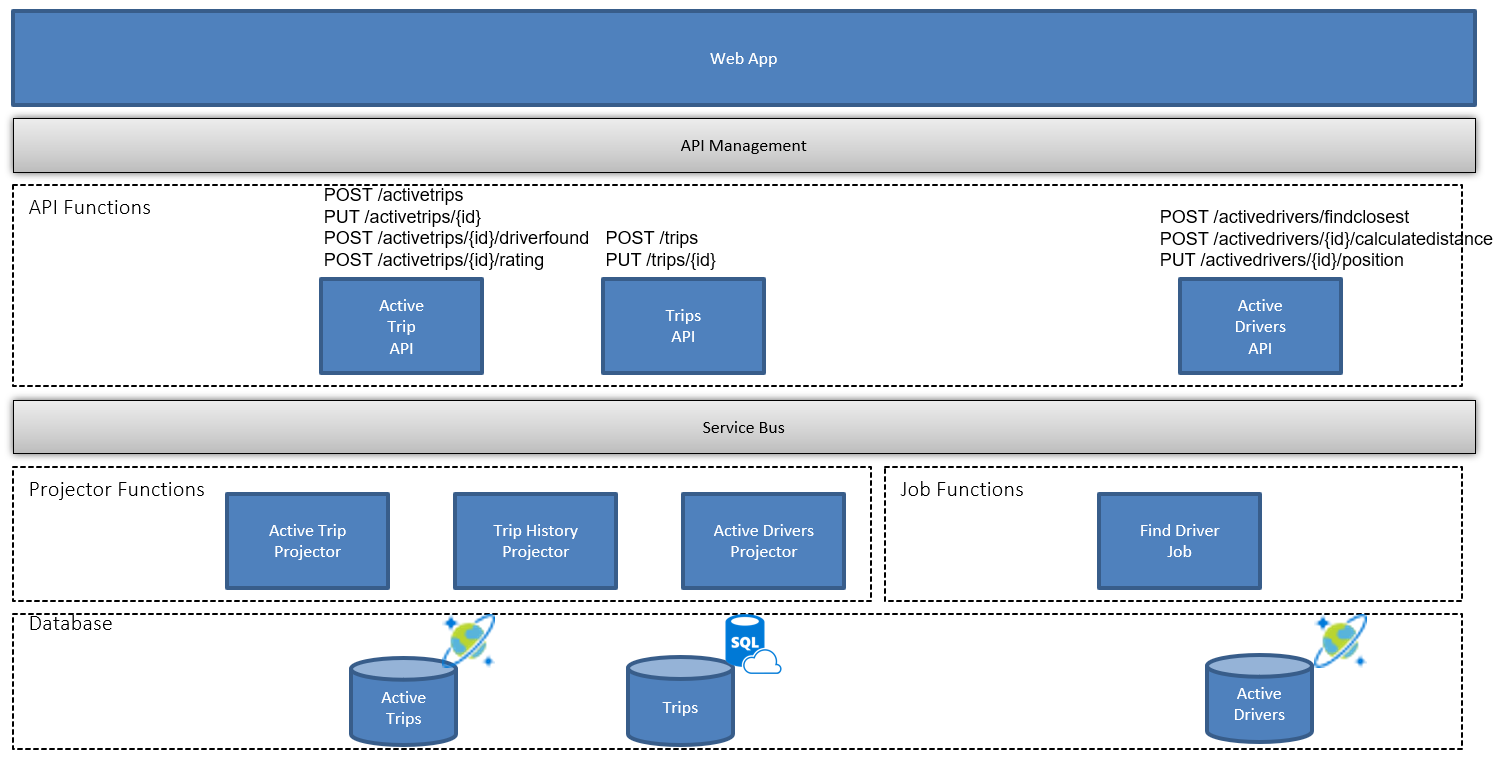 Web App
API Management
API Functions
POST /activetrips
PUT /activetrips/{id}
POST /activetrips/{id}/driverfound
POST /activetrips/{id}/rating
POST /trips
PUT /trips/{id}
POST /activedrivers/findclosest
POST /activedrivers/{id}/calculatedistance
PUT /activedrivers/{id}/position
Active
Trip
API
Trips
API
Active
Drivers
API
Service Bus
Projector Functions
Active Trip
Projector
Trip History
Projector
Active Drivers
Projector
Job Functions
Find Driver
Job
Database
Active
Trips
SQL
Trips
Active
Drivers